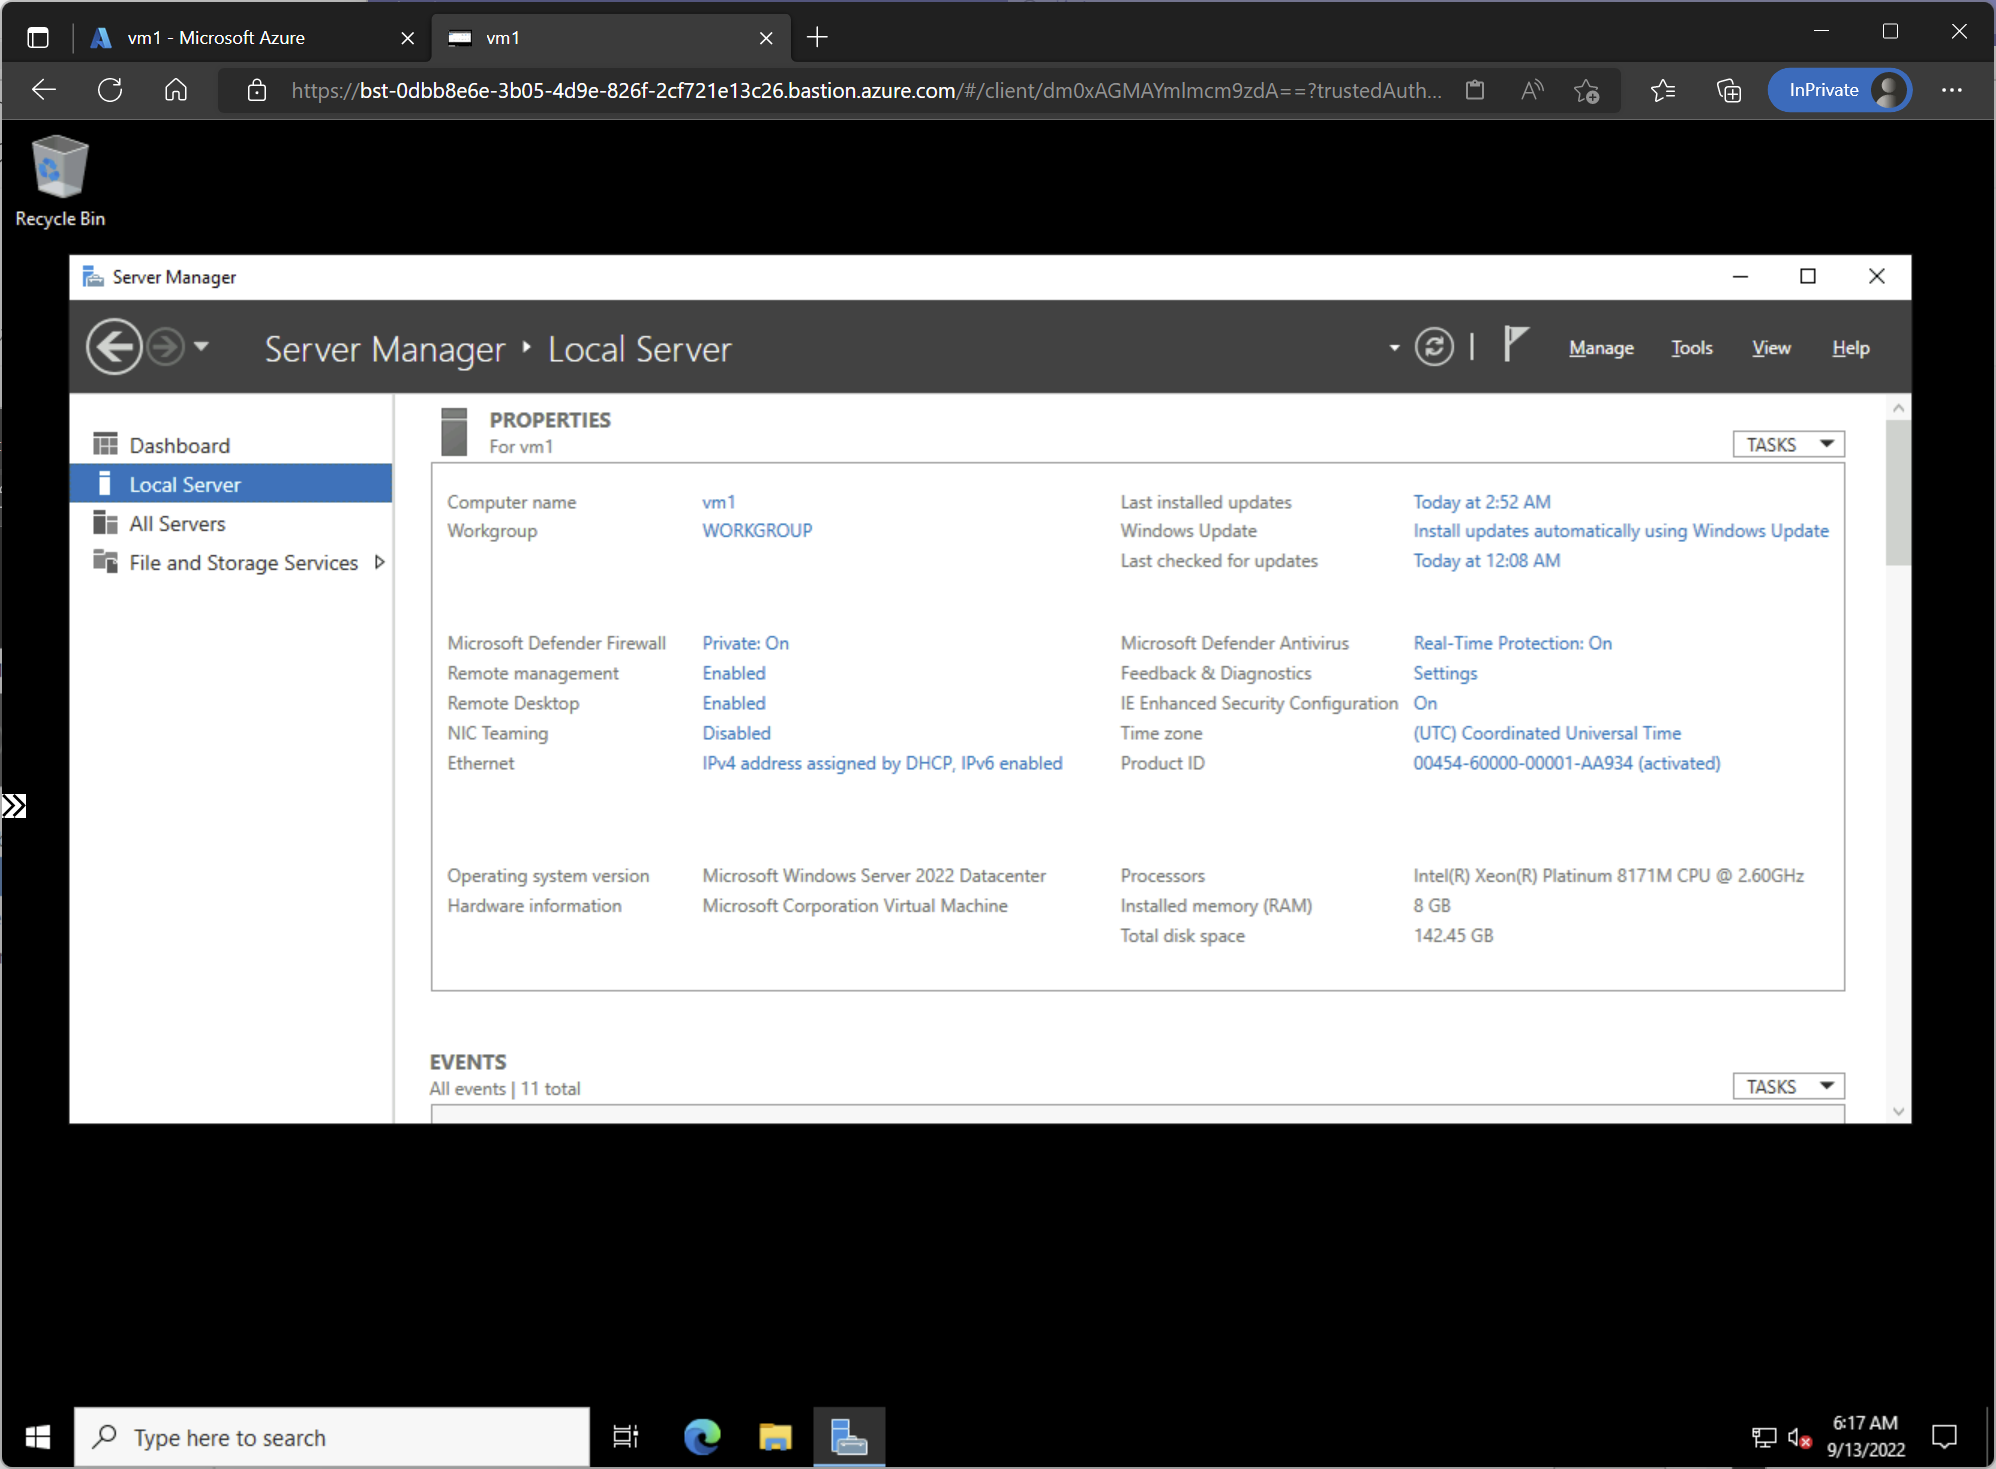 vm1 - Microsoft Azure
vm1
https://bst-0dbb8e6e-3b05-4d9e-826f-2cf721e13c26.bastion.azure.com/#/client/dm0xAGMAYmlmcm9zdA==?trustedAuth...
InPrivate
Recycle Bin
Server Manager
Server Manager ‣ Local Server
Manage
Tools
View
Help
Dashboard
Local Server
All Servers
File and Storage Services
PROPERTIES
For vm1
TASKS
Computer name vm1
Workgroup WORKGROUP
Last installed updates Today at 2:52 AM
Windows Update Install updates automatically using Windows Update
Last checked for updates Today at 12:08 AM
Microsoft Defender Firewall Private: On
Remote management Enabled
Remote Desktop Enabled
NIC Teaming Disabled
Ethernet IPv4 address assigned by DHCP, IPv6 enabled
Microsoft Defender Antivirus Real-Time Protection: On
Feedback & Diagnostics Settings
IE Enhanced Security Configuration On
Time zone (UTC) Coordinated Universal Time
Product ID 00454-60000-00001-AA934 (activated)
Operating system version Microsoft Windows Server 2022 Datacenter
Hardware information Microsoft Corporation Virtual Machine
Processors Intel(R) Xeon(R) Platinum 8171M CPU @ 2.60GHz
Installed memory (RAM) 8 GB
Total disk space 142.45 GB
EVENTS
All events | 11 total
TASKS
Type here to search
6:17 AM
9/13/2022